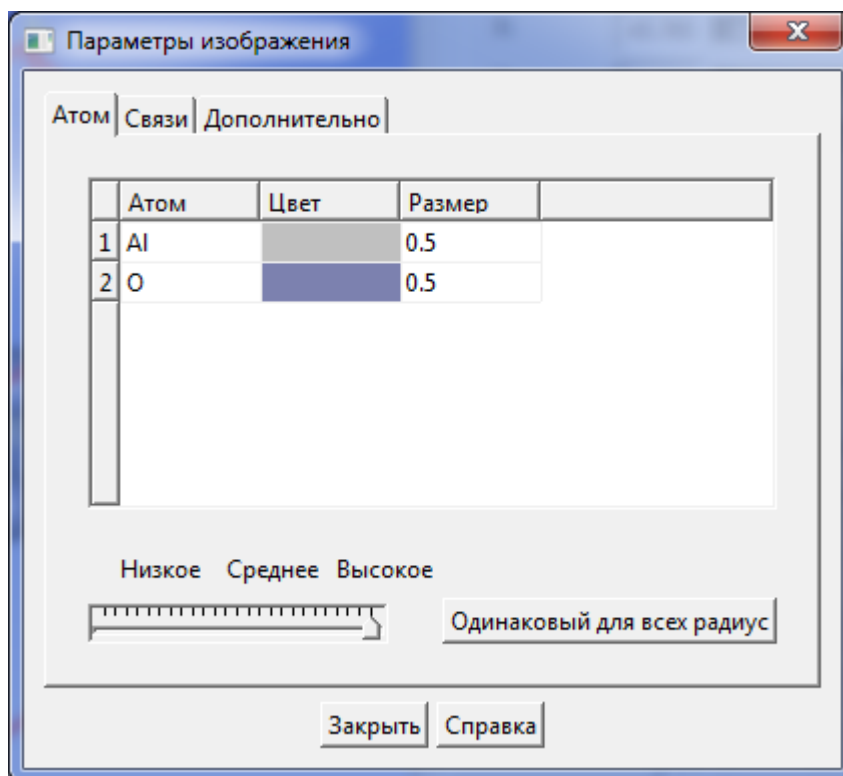 Параметры изображения
Атом Связи Дополнительно
Атом Цвет Размер
1 Al 0.5
2 O 0.5
Низкое Среднее Высокое
Одинаковый для всех радиус
Закрыть Справка